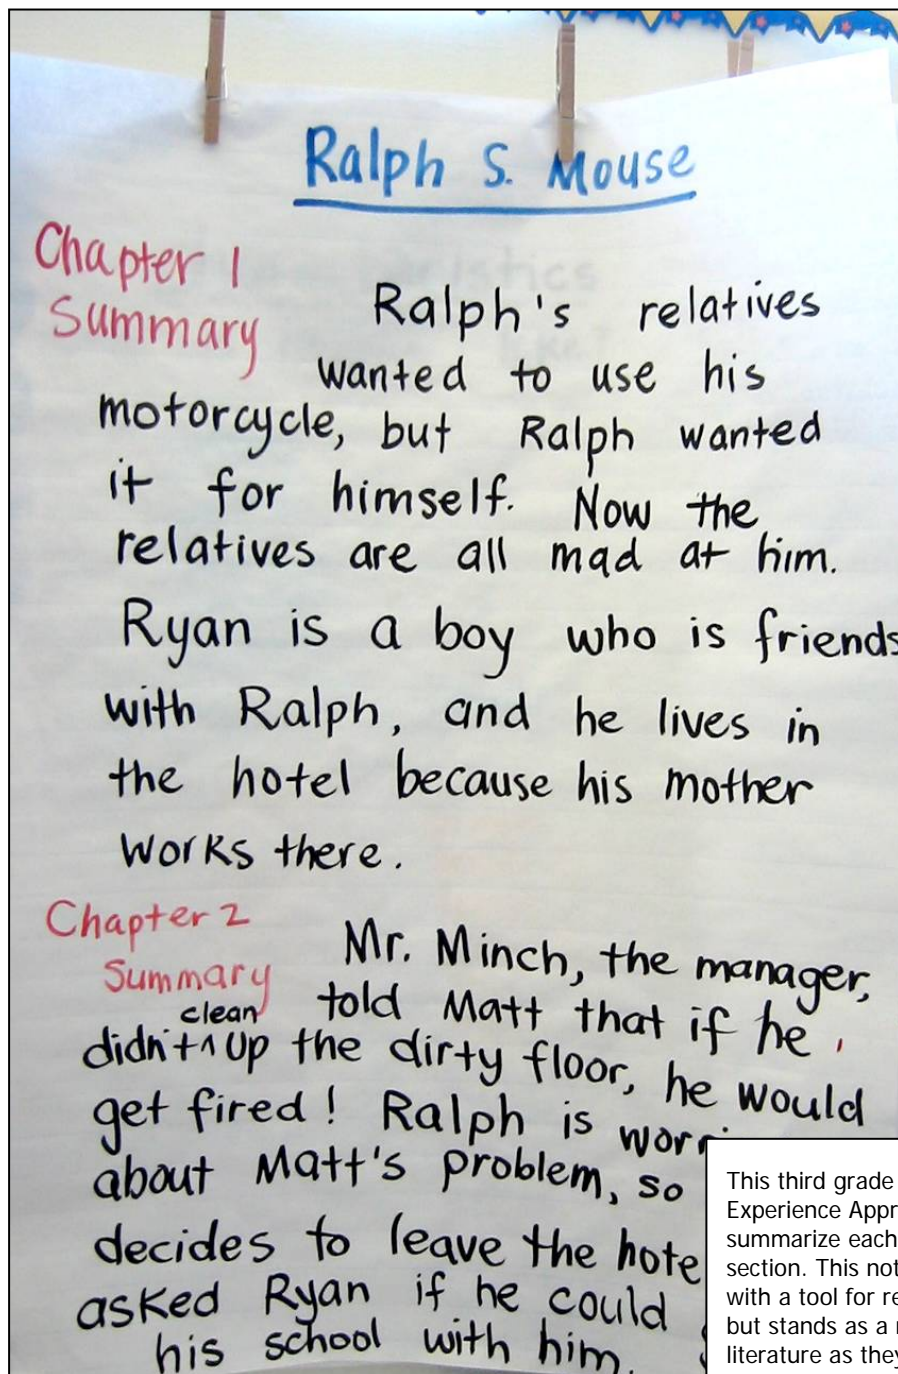 Ralph S. Mouse
Chapter 1
Summary
Ralph's relatives
wanted to use his
motorcycle, but Ralph wanted
it for himself. Now the
relatives are all mad at him.
Ryan is a boy who is friends
with Ralph, and he lives in
the hotel because his mother
works there.
Chapter 2
Summary
Mr. Minch, the manager,
told Matt that if he
clean
didn't ^ up the dirty floor, he would
get fired! Ralph is
about Matt's problem, so
decides to leave the
asked Ryan if he could
his school with him.
This third grade
Experience
summarize each
section. This
with a tool for
but stands as a
literature as